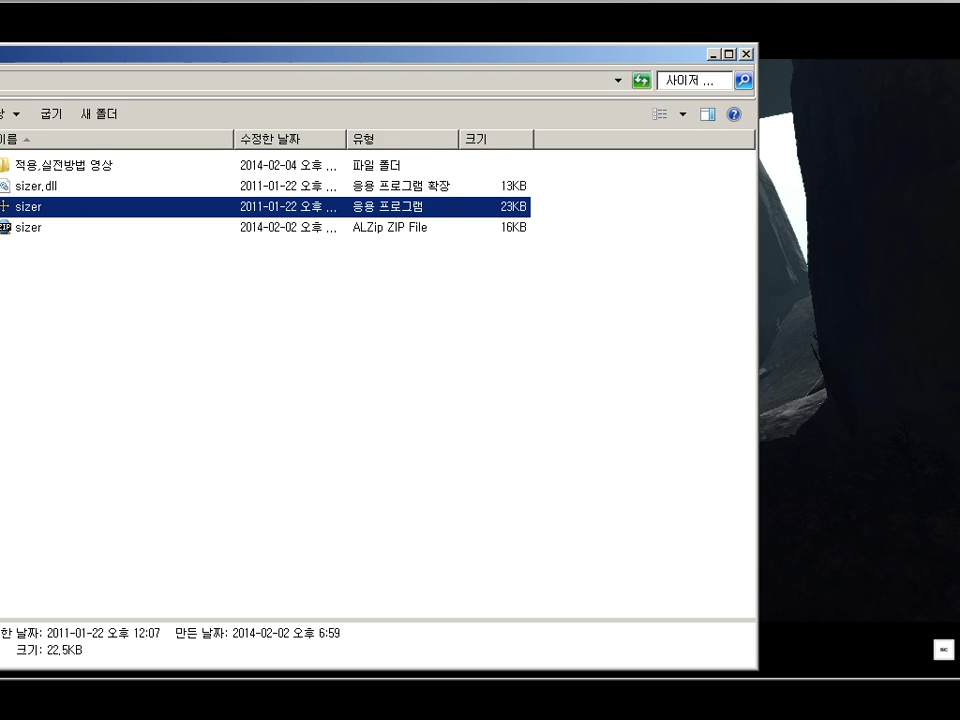 사이저 ...
굽기 새 폴더
이름 수정한 날짜 유형 크기
적용,실전방법 영상 2014-02-04 오후 ... 파일 폴더
sizer.dll 2011-01-22 오후 ... 응용 프로그램 확장 13KB
sizer 2011-01-22 오후 ... 응용 프로그램 23KB
sizer 2014-02-02 오후 ... ALZip ZIP File 16KB
한 날짜: 2011-01-22 오후 12:07 만든 날짜: 2014-02-02 오후 6:59
크기: 22.5KB